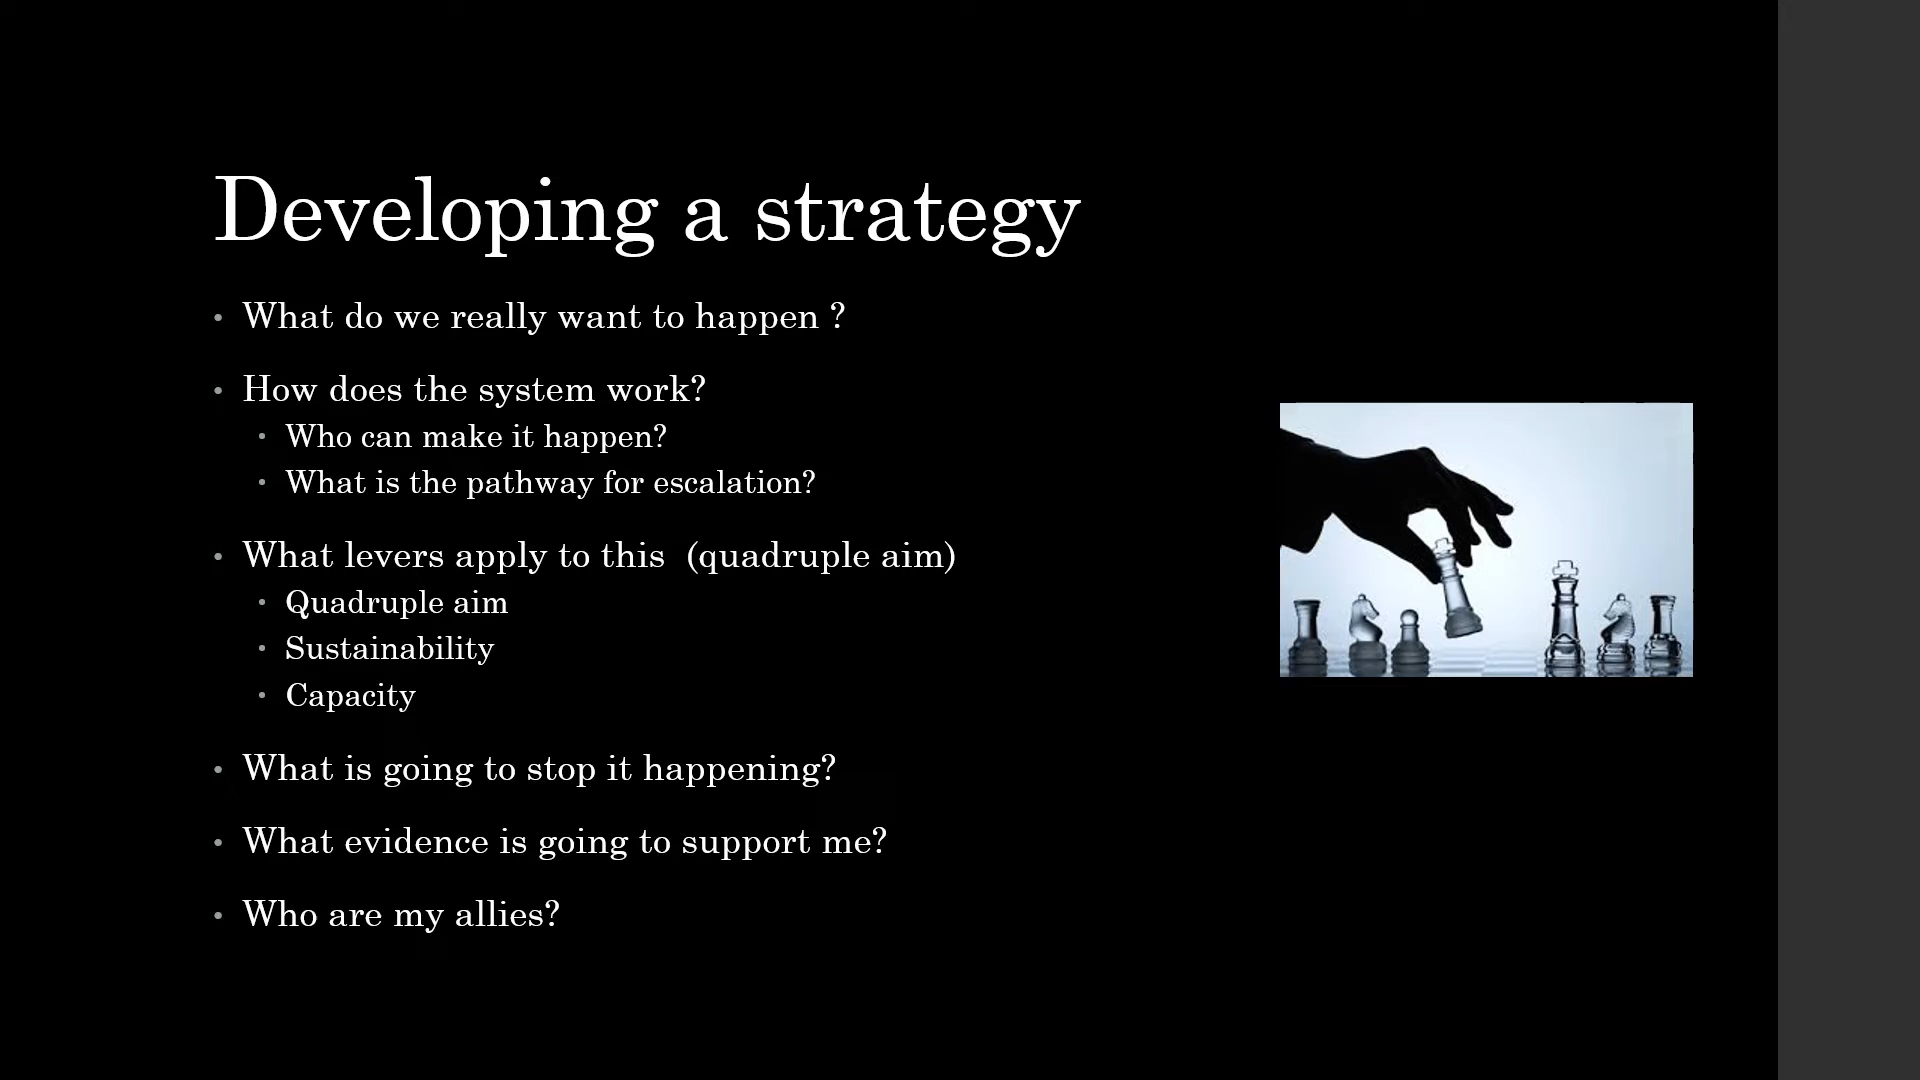 Developing a strategy
• What do we really want to happen ?
• How does the system work?
• Who can make it happen?
• What is the pathway for escalation?
• What levers apply to this  (quadruple aim)
• Quadruple aim
• Sustainability
• Capacity
• What is going to stop it happening?
• What evidence is going to support me?
• Who are my allies?